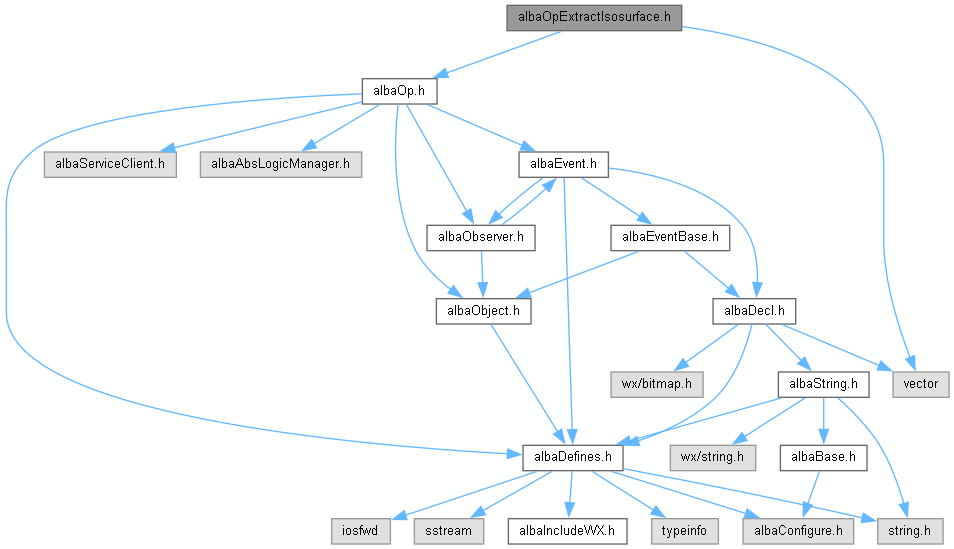 albaOpExtractIsosurface.h
albaOp.h
albaServiceClient.h
albaAbsLogicManager.h
albaEvent.h
albaObserver.h
albaEventBase.h
albaObject.h
albaDecl.h
wx/bitmap.h
albaString.h
vector
albaDefines.h
wx/string.h
albaBase.h
iosfwd
sstream
albaIncludeWX.h
typeinfo
albaConfigure.h
string.h